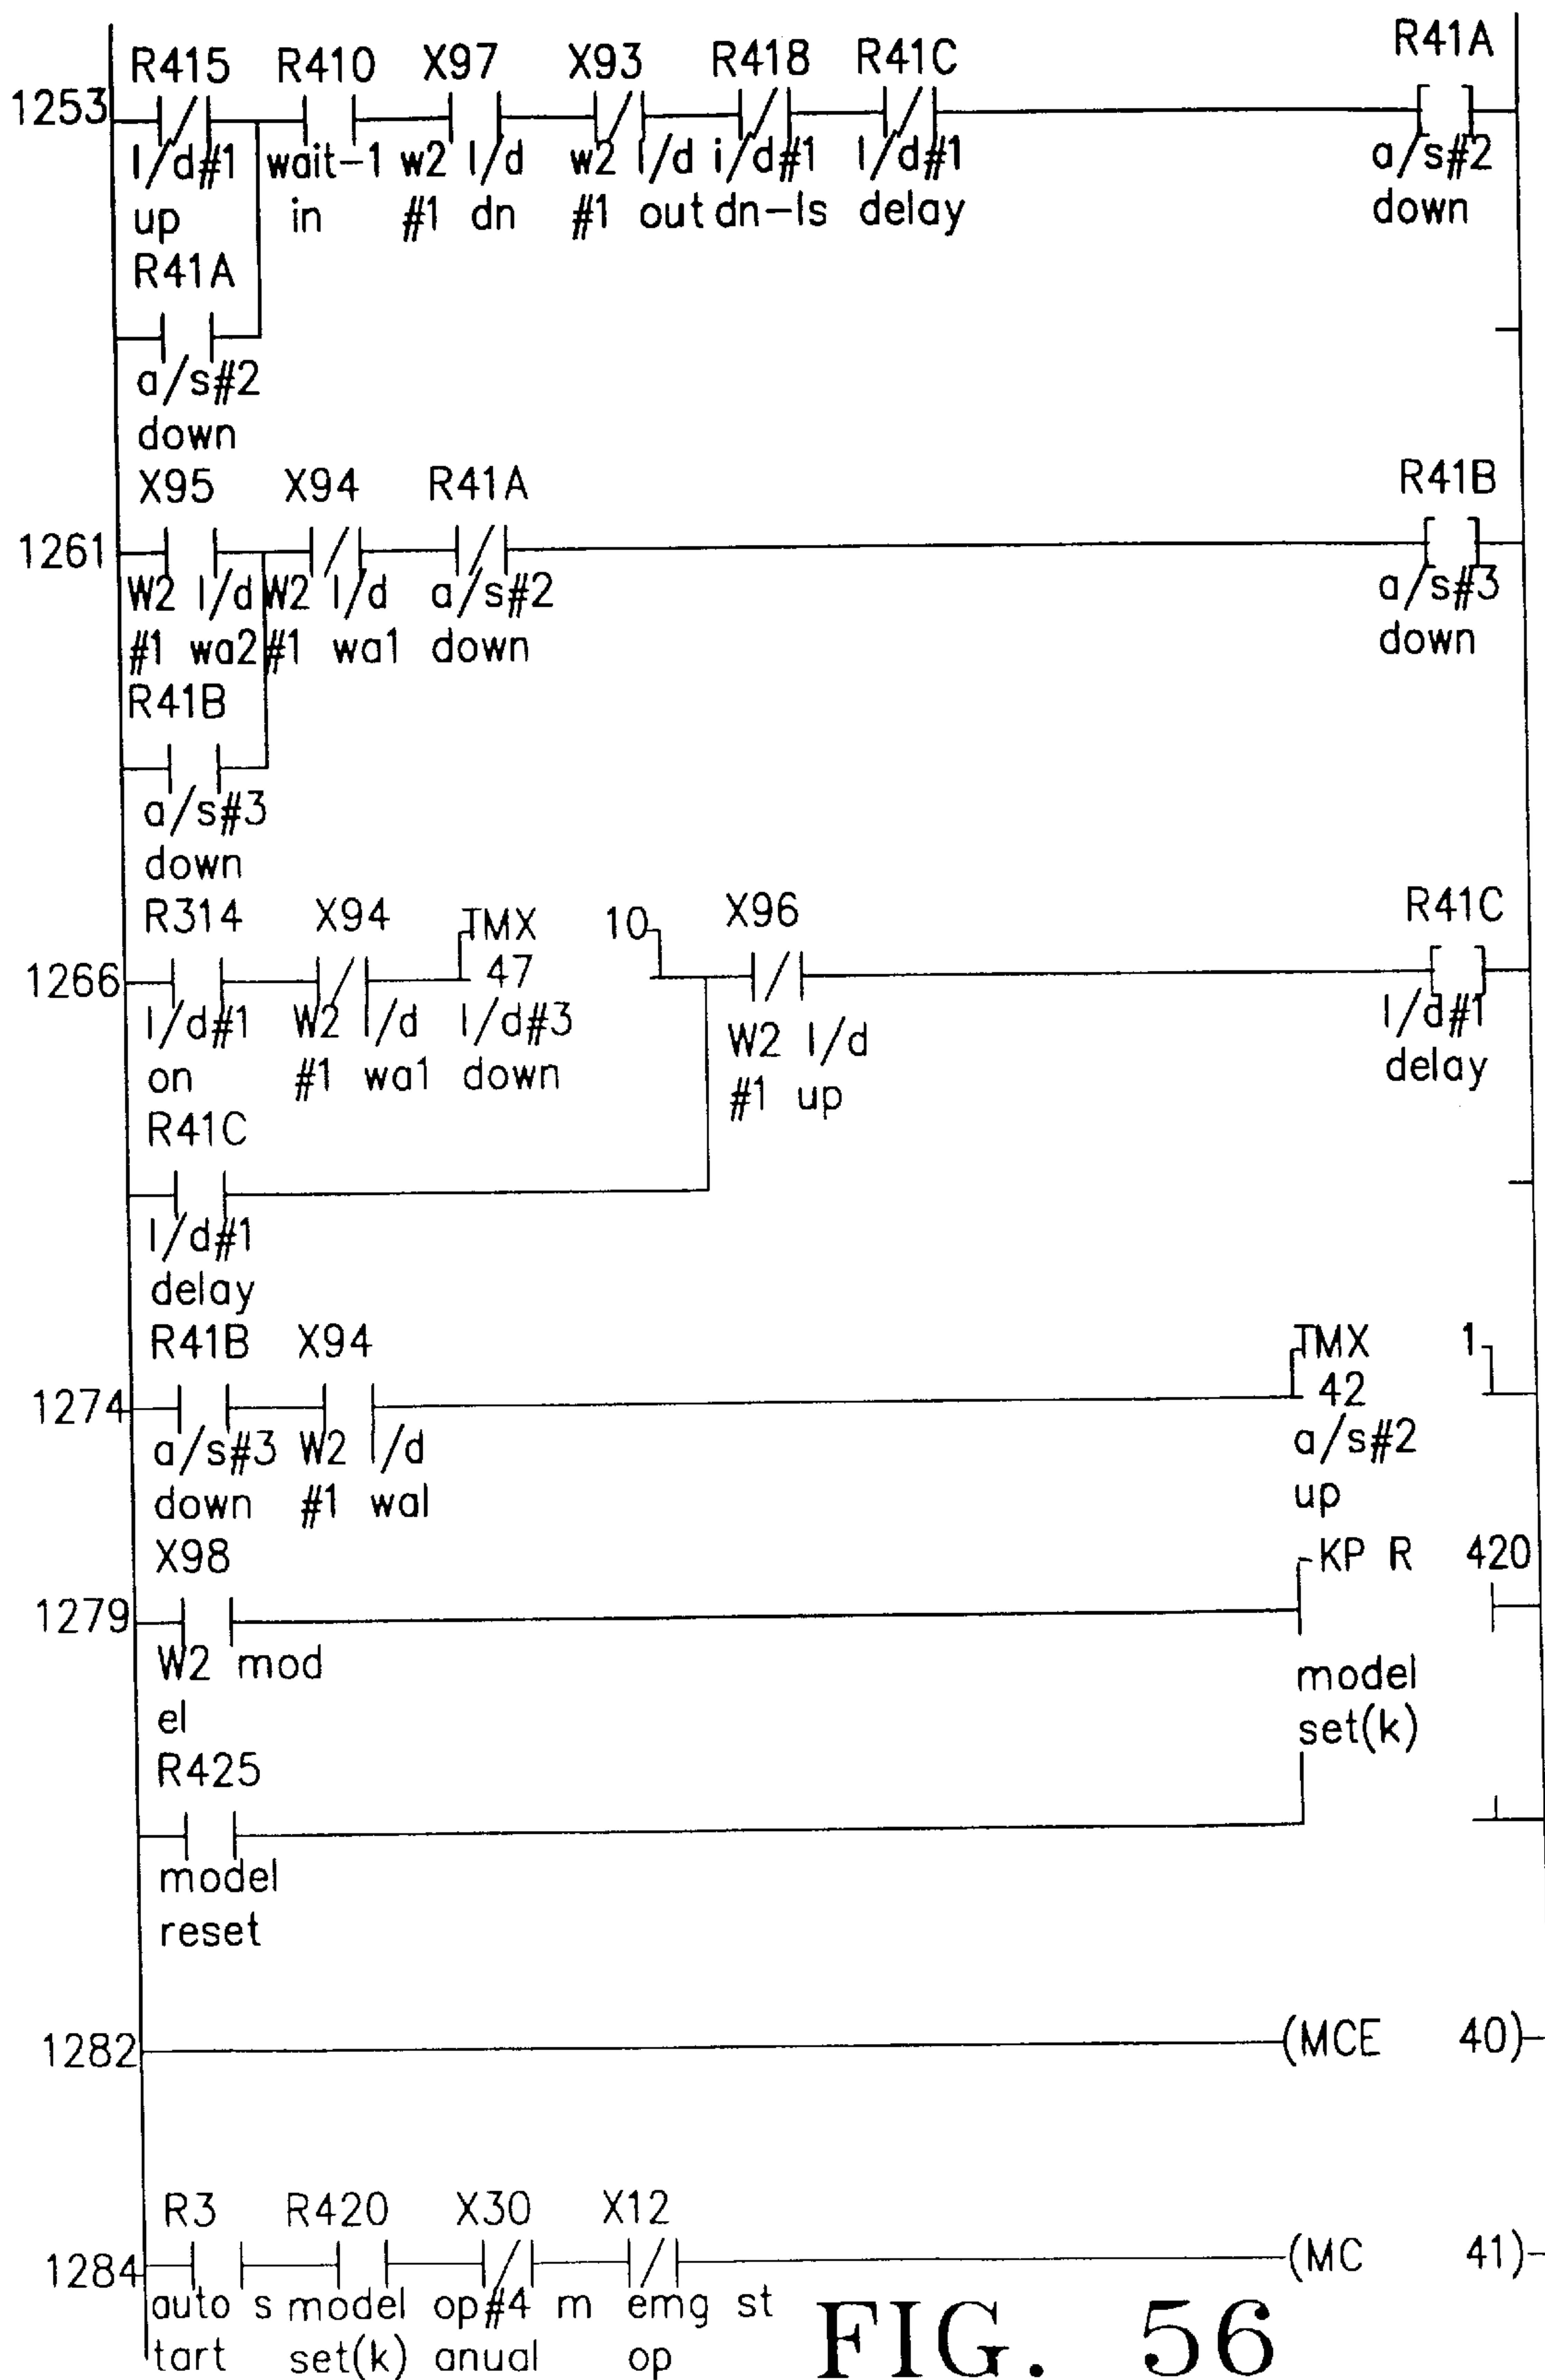 R415 R410 X97 X93 R418 R41C R41A
1253
l/d#1 wait-1 w2 l/d w2 l/d i/d#1 l/d#1 a/s#2
up in #1 dn #1 out dn-ls delay down
R41A
a/s#2
down
X95 X94 R41A R41B
1261
W2 l/d W2 l/d a/s#2 a/s#3
#1 wa2 #1 wa1 down down
R41B
a/s#3
down
R314 X94 TMX 10 X96 R41C
1266 47
l/d#1 W2 l/d l/d#3 W2 l/d l/d#1
on #1 wa1 down #1 up delay
R41C
l/d#1
delay
R41B X94 TMX 1
1274 42
a/s#3 W2 l/d a/s#2
down #1 wal up
X98 KP R 420
1279
W2 mod model
el set(k)
R425
model
reset
1282 (MCE 40)
R3 R420 X30 X12
1284 (MC 41)
auto s model op#4 m emg st
tart set(k) anual op
FIG. 56